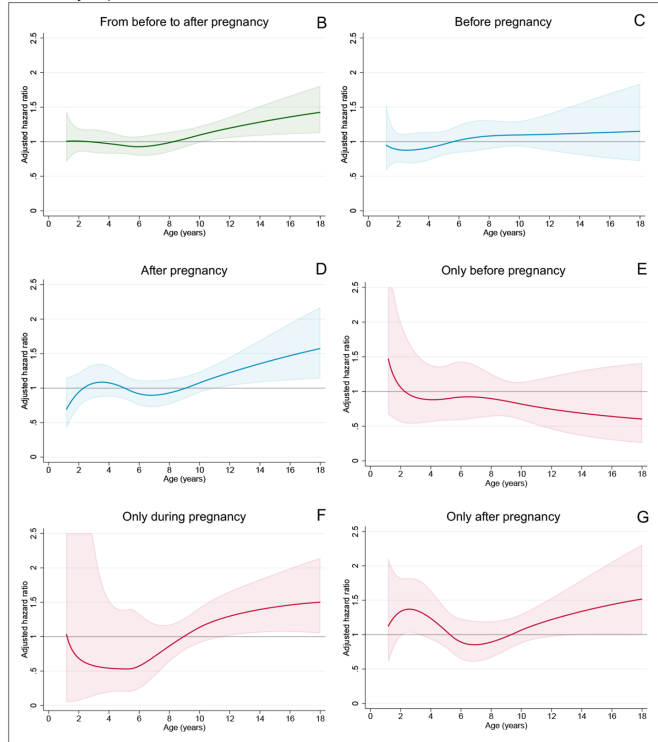 From before to after pregnancy B
Adjusted hazard ratio
2.5
2
1.5
1
.5
0
0 2 4 6 8 10 12 14 16 18
Age (years)
Before pregnancy C
Adjusted hazard ratio
2.5
2
1.5
1
.5
0
0 2 4 6 8 10 12 14 16 18
Age (years)
After pregnancy D
Adjusted hazard ratio
2.5
2
1.5
1
.5
0
0 2 4 6 8 10 12 14 16 18
Age (years)
Only before pregnancy E
Adjusted hazard ratio
2.5
2
1.5
1
.5
0
0 2 4 6 8 10 12 14 16 18
Age (years)
Only during pregnancy F
Adjusted hazard ratio
2.5
2
1.5
1
.5
0
0 2 4 6 8 10 12 14 16 18
Age (years)
Only after pregnancy G
Adjusted hazard ratio
2.5
2
1.5
1
.5
0
0 2 4 6 8 10 12 14 16 18
Age (years)